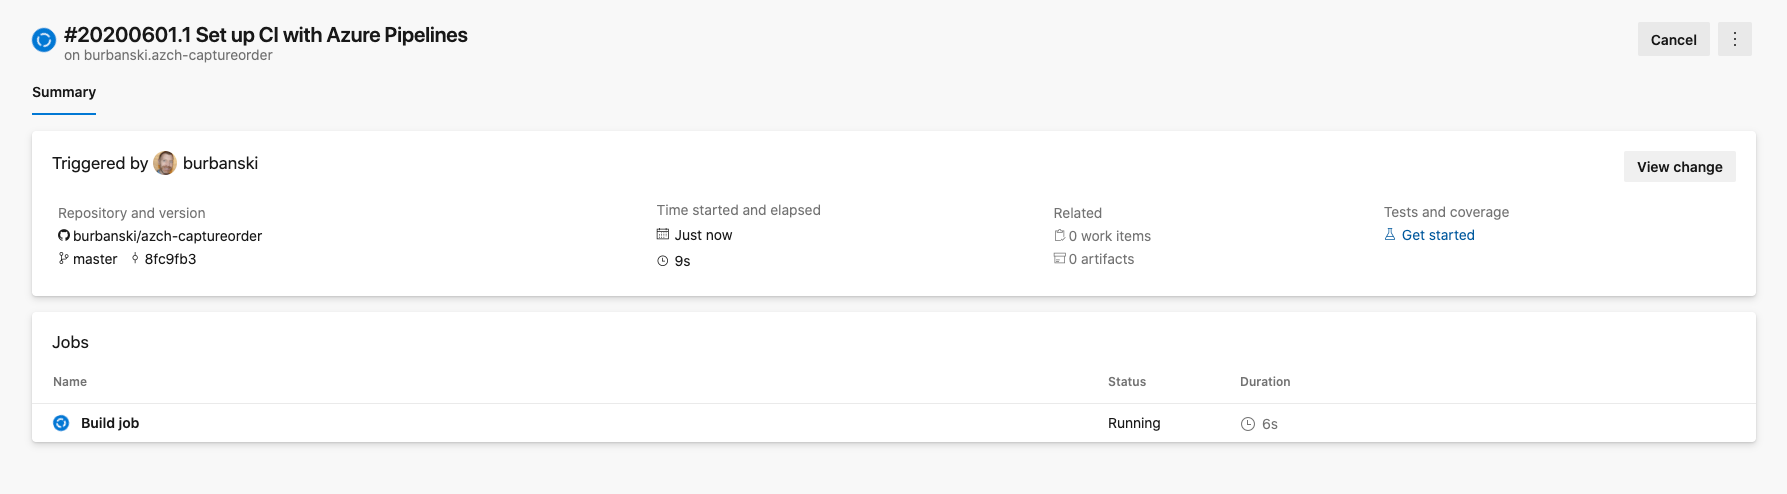 #20200601.1 Set up CI with Azure Pipelines
on burbanski.azch-captureorder
Cancel
Summary
Triggered by burbanski
View change
Repository and version
burbanski/azch-captureorder
master 8fc9fb3
Time started and elapsed
Just now
9s
Related
0 work items
0 artifacts
Tests and coverage
Get started
Jobs
Name Status Duration
Build job Running 6s